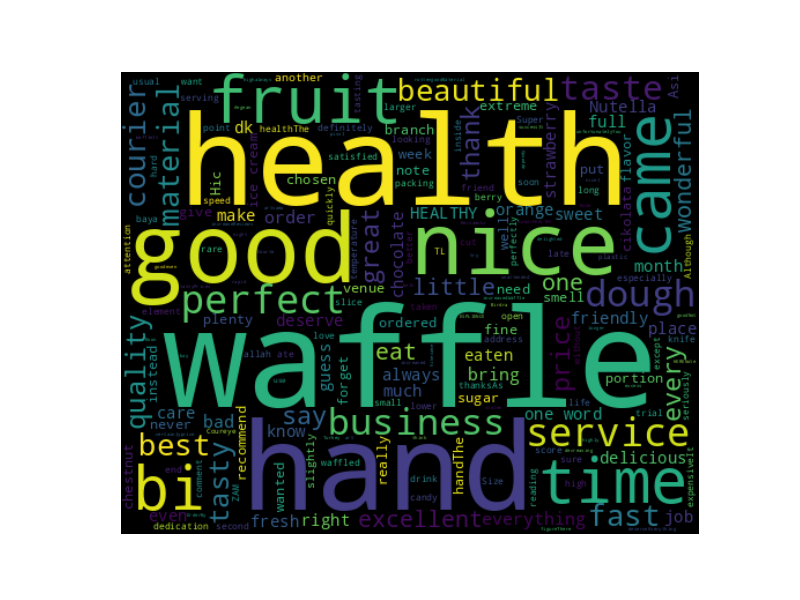 usual
want
another
beautiful
taste
fruit
serving
tasting
larger
extreme
Nutella
Asi
courier
material
health
point
dk
healthThe
definitely
branch
inside
Super
full
looking
thank
strawberry
flavor
came
wonderful
hard
ice cream
satisfied
week
note
friend
soon
put
long
Hic
chosen
packing
berry
speed
quickly
baya
give
make
order
great
HEALTHY
orange
sweet
cikolata
attention
good
nice
chocolate
well
perfectly
cut
late
plastic
Although
rare
temperature
better
TL
month
venue
little
need
one
especially
element
perfect
slice
taken
smell
dough
plenty
deserve
ordered
open
fine
friendly
place
quality
instead
waffle
allah
ate
love
guess
forget
eat
always
much
eaten
address
bring
price
without
except
knife
every
seriously
use
thanksAs
sugar
portion
small
lower
life
care
never
bad
say
business
one word
trial
best
tasty
recommend
know
hand
service
chestnut
really
slightly
waffled
score
sure
delicious
bi
end
comment
ZAM
wanted
drink
candy
handThe
Size
reading
time
high
expensiveIt
even
dedication
second
fresh
right
excellent
everything
fast
job